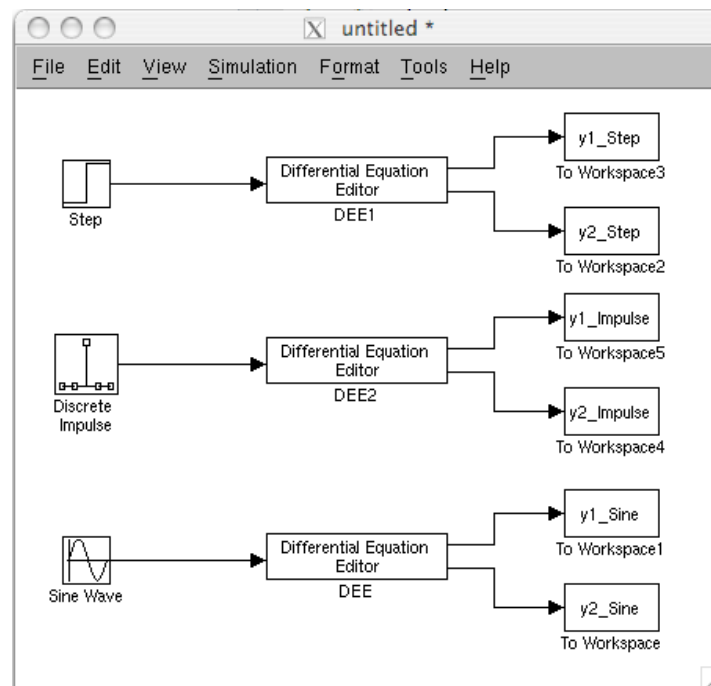 untitled *
File Edit View Simulation Format Tools Help
y1_Step
To Workspace3
Differential Equation
Editor
DEE1
Step
y2_Step
To Workspace2
y1_Impulse
To Workspace5
Differential Equation
Editor
DEE2
Discrete
Impulse
y2_Impulse
To Workspace4
y1_Sine
To Workspace1
Differential Equation
Editor
DEE
Sine Wave
y2_Sine
To Workspace